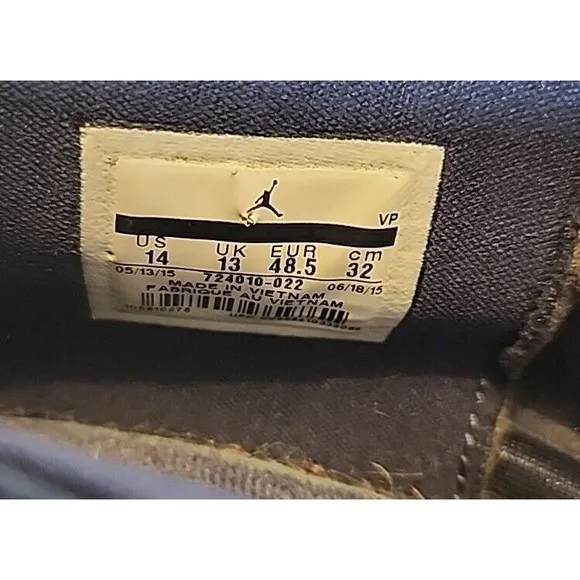 VP
US UK EUR cm
14 13 48.5 32
05/13/15 724010-022 06/18/15
MADE IN VIETNAM
FABRIQUE AU VIETNAM